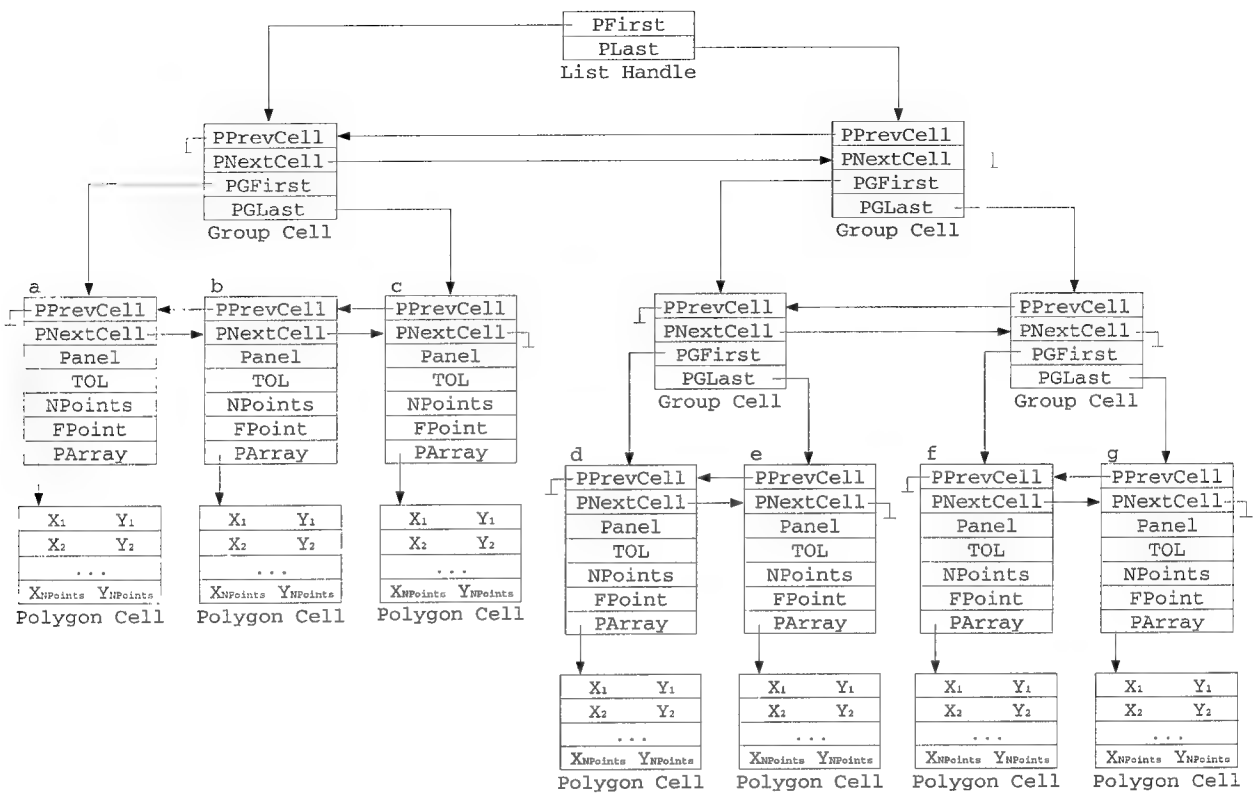 PFirst
PLast
List Handle
PPrevCell
PNextCell
PGFirst
PGLast
Group Cell
PPrevCell
PNextCell
PGFirst
PGLast
Group Cell
a
PPrevCell
PNextCell
Panel
TOL
NPoints
FPoint
PArray
X₁ Y₁
X₂ Y₂
...
XNPoints YNPoints
Polygon Cell
b
PPrevCell
PNextCell
Panel
TOL
NPoints
FPoint
PArray
X₁ Y₁
X₂ Y₂
...
XNPoints YNPoints
Polygon Cell
c
PPrevCell
PNextCell
Panel
TOL
NPoints
FPoint
PArray
X₁ Y₁
X₂ Y₂
...
XNPoints YNPoints
Polygon Cell
PPrevCell
PNextCell
PGFirst
PGLast
Group Cell
PPrevCell
PNextCell
PGFirst
PGLast
Group Cell
d
PPrevCell
PNextCell
Panel
TOL
NPoints
FPoint
PArray
X₁ Y₁
X₂ Y₂
...
XNPoints YNPoints
Polygon Cell
e
PPrevCell
PNextCell
Panel
TOL
NPoints
FPoint
PArray
X₁ Y₁
X₂ Y₂
...
XNPoints YNPoints
Polygon Cell
f
PPrevCell
PNextCell
Panel
TOL
NPoints
FPoint
PArray
X₁ Y₁
X₂ Y₂
...
XNPoints YNPoints
Polygon Cell
g
PPrevCell
PNextCell
Panel
TOL
NPoints
FPoint
PArray
X₁ Y₁
X₂ Y₂
...
XNPoints YNPoints
Polygon Cell